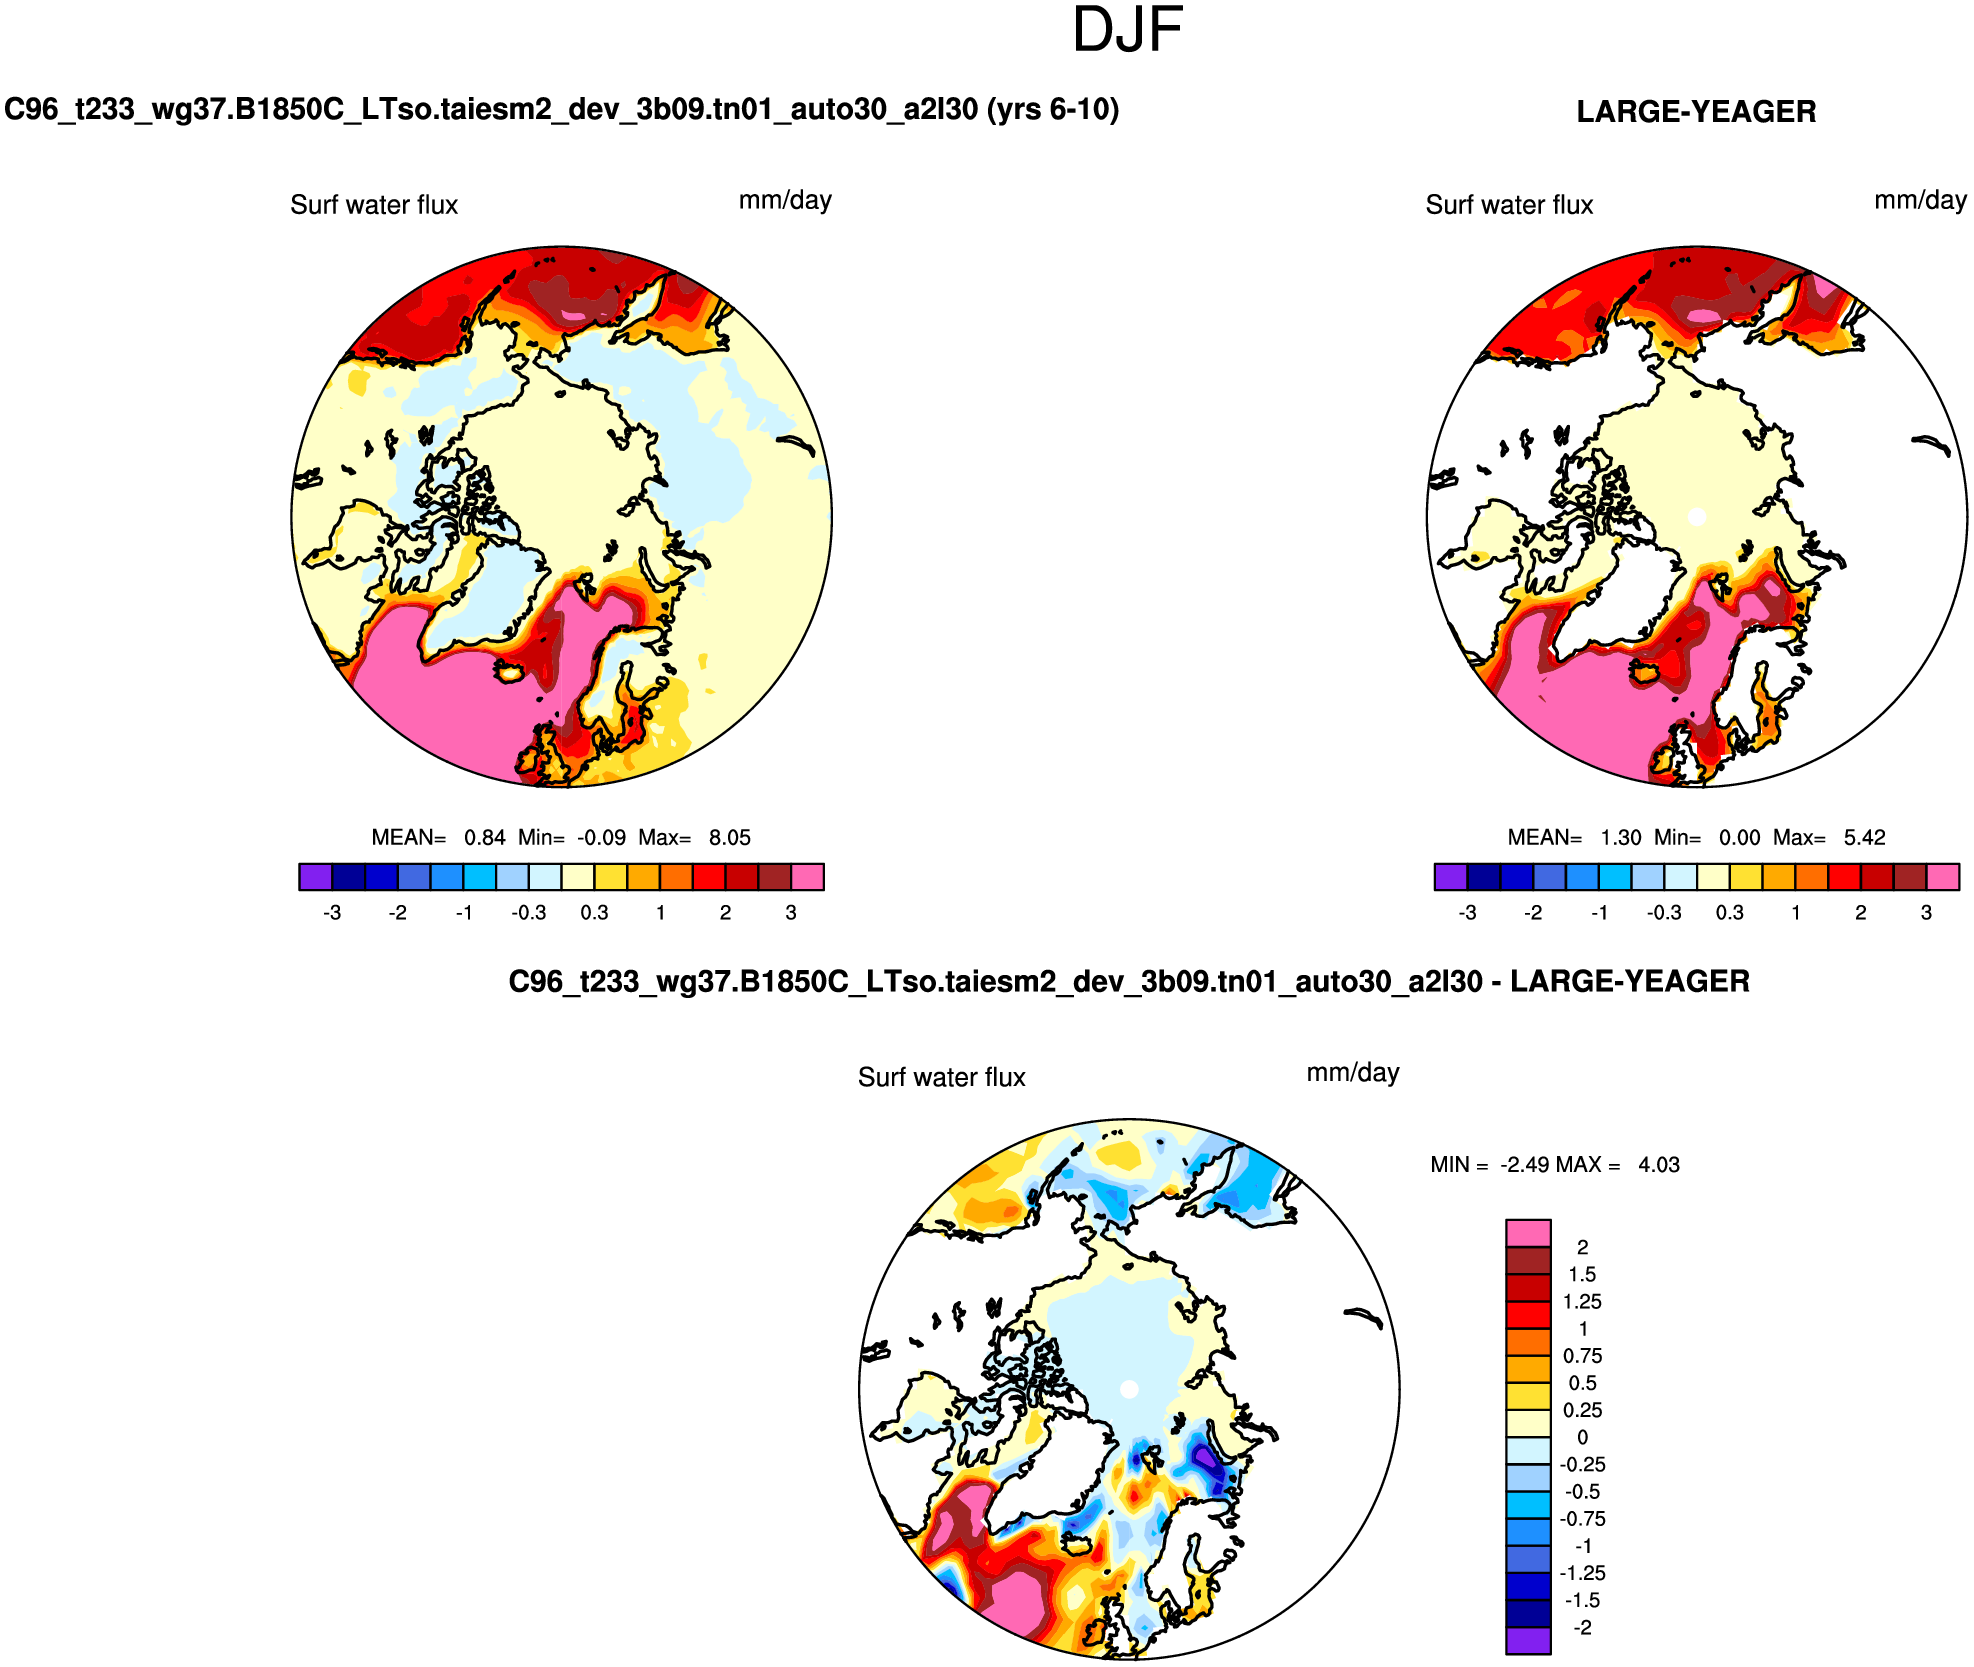 DJF
C96_t233_wg37.B1850C_LTso.taiesm2_dev_3b09.tn01_auto30_a2l30 (yrs 6-10)
LARGE-YEAGER
Surf water flux mm/day
Surf water flux mm/day
MEAN= 0.84 Min= -0.09 Max= 8.05
MEAN= 1.30 Min= 0.00 Max= 5.42
-3 -2 -1 -0.3 0.3 1 2 3
-3 -2 -1 -0.3 0.3 1 2 3
C96_t233_wg37.B1850C_LTso.taiesm2_dev_3b09.tn01_auto30_a2l30 - LARGE-YEAGER
Surf water flux mm/day
MIN = -2.49 MAX = 4.03
2
1.5
1.25
1
0.75
0.5
0.25
0
-0.25
-0.5
-0.75
-1
-1.25
-1.5
-2